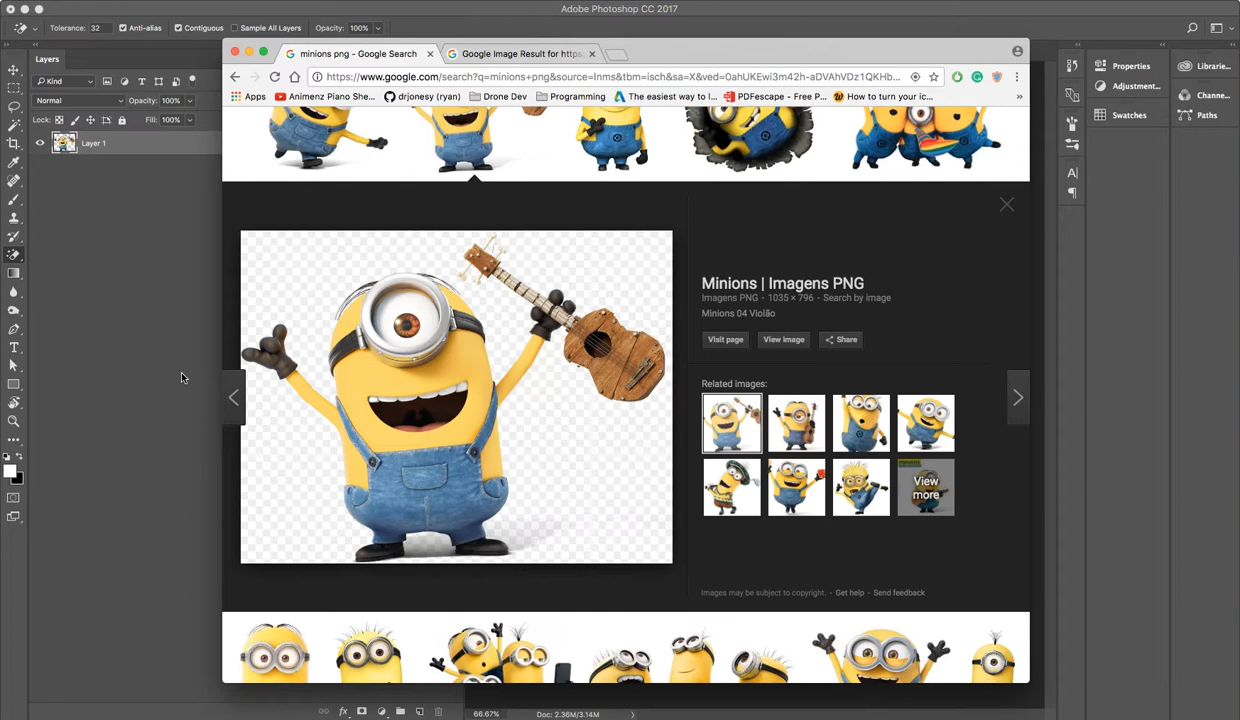 Adobe Photoshop CC 2017
Tolerance: 32 Anti-alias Contiguous Sample All Layers Opacity: 100%
Layers
Kind
Normal Opacity: 100%
Lock: Fill: 100%
Layer 1
minions png - Google Search Google Image Result for https:
https://www.google.com/search?q=minions+png&source=lnms&tbm=isch&sa=X&ved=0ahUKEwi3m42h-aDVAhVDz1QKHb...
Apps Animenz Piano She... drjonesy (ryan) Drone Dev Programming The easiest way to l... PDFescape - Free P... How to turn your ic... »
Minions | Imagens PNG
Imagens PNG - 1035 × 796 - Search by image
Minions 04 Violão
Visit page View image Share
Related images:
View
more
Images may be subject to copyright. - Get help - Send feedback
Properties
Adjustment...
Swatches
Librarie...
Channe...
Paths
A
T
fx
66.67% Doc: 2.36M/3.14M